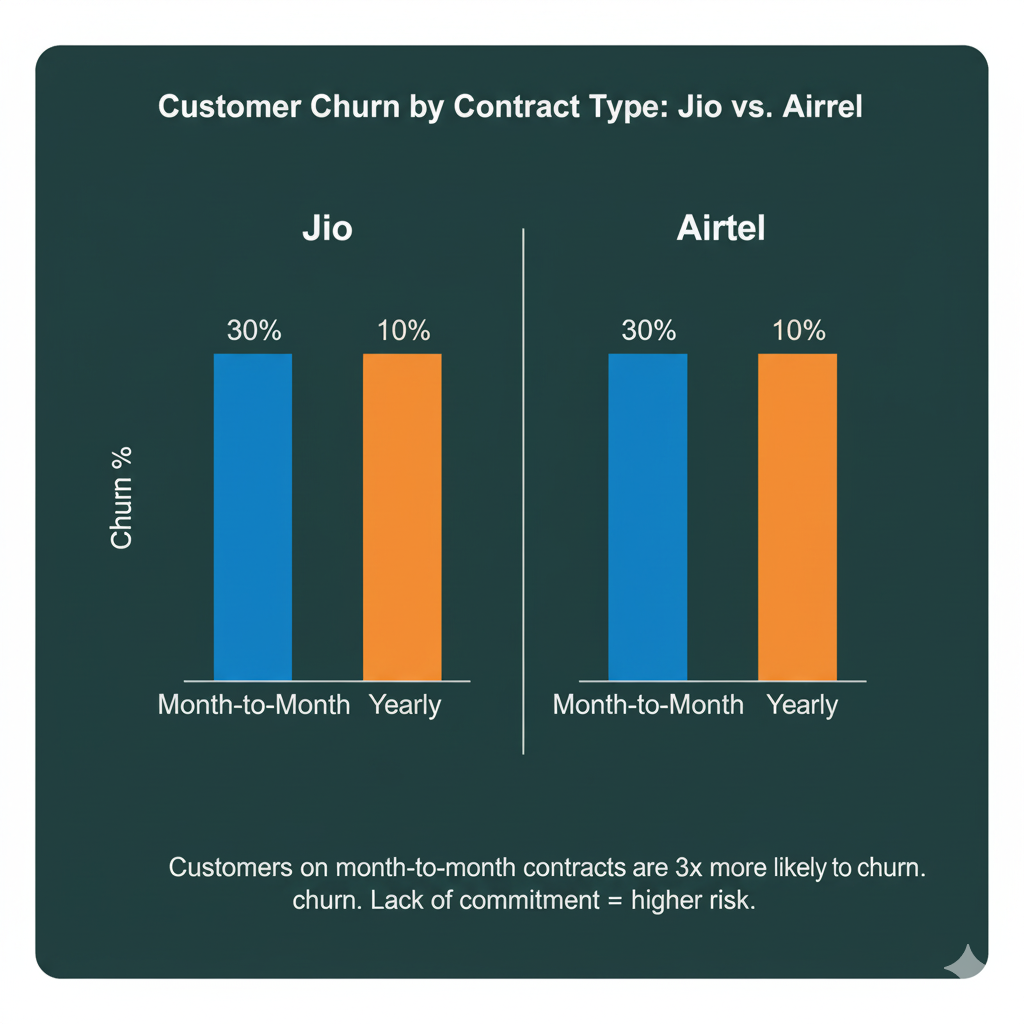 Customer Churn by Contract Type: Jio vs. Airrel
Jio
Airtel
30%
10%
30%
10%
Churn %
Month-to-Month
Yearly
Month-to-Month
Yearly
Customers on month-to-month contracts are 3x more likely to churn.
churn. Lack of commitment = higher risk.